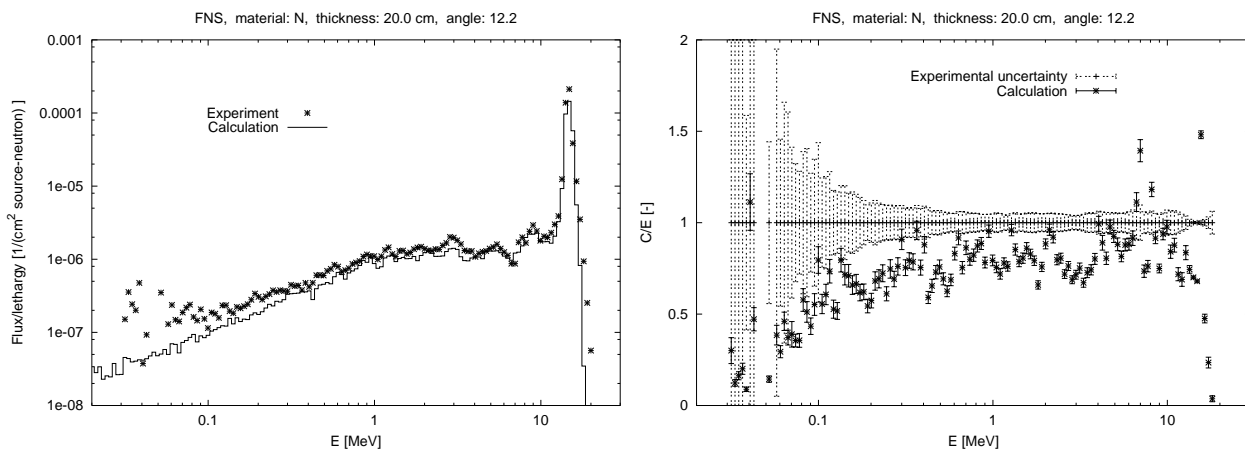 FNS, material: N, thickness: 20.0 cm, angle: 12.2
0.001
0.0001
1e-05
1e-06
1e-07
1e-08
Flux/lethargy [1/(cm² source-neutron) ]
Experiment
Calculation
0.1
1
10
E [MeV]
FNS, material: N, thickness: 20.0 cm, angle: 12.2
2
1.5
1
0.5
0
C/E [-]
Experimental uncertainty
Calculation
0.1
1
10
E [MeV]